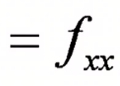 = f_{xx}